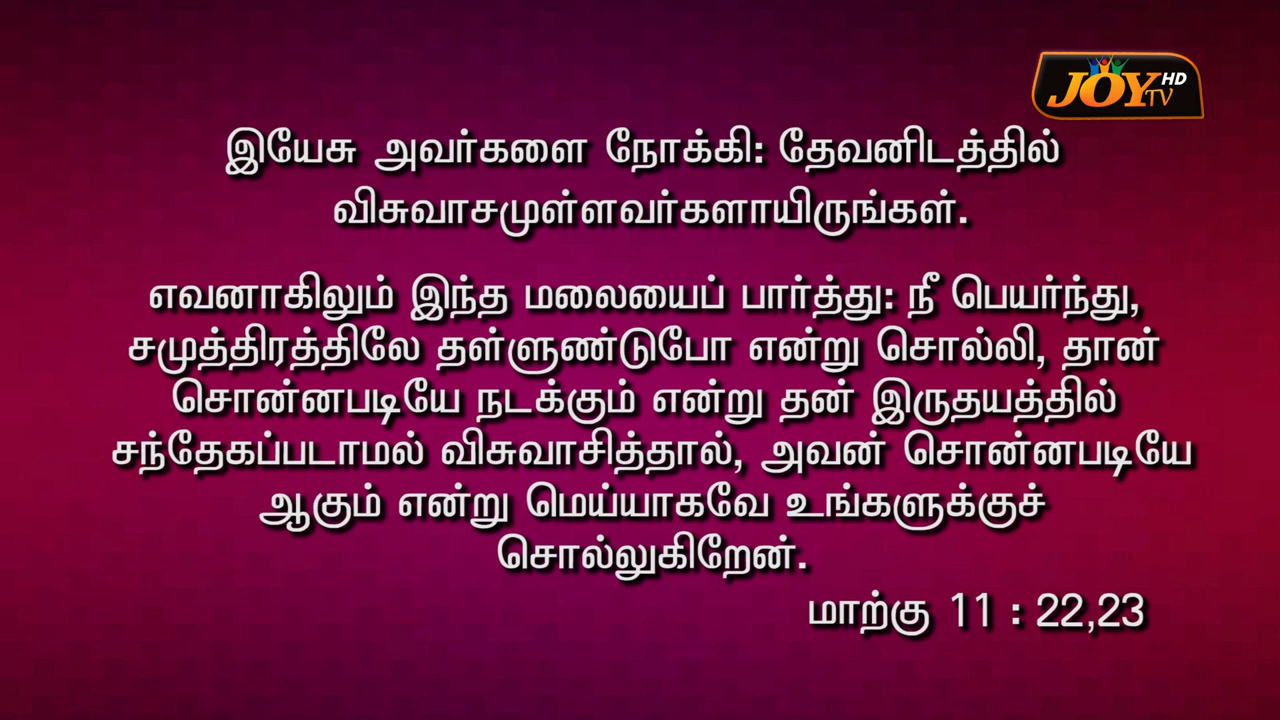 JOY TV HD
இயேசு அவர்களை நோக்கி: தேவனிடத்தில்
விசுவாசமுள்ளவர்களாயிருங்கள்.
எவனாகிலும் இந்த மலையைப் பார்த்து: நீ பெயர்ந்து,
சமுத்திரத்திலே தள்ளுண்டுபோ என்று சொல்லி, தான்
சொன்னபடியே நடக்கும் என்று தன் இருதயத்தில்
சந்தேகப்படாமல் விசுவாசித்தால், அவன் சொன்னபடியே
ஆகும் என்று மெய்யாகவே உங்களுக்குச்
சொல்லுகிறேன்.
மாற்கு 11 : 22,23